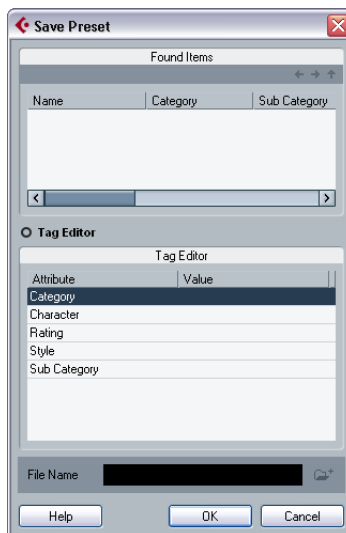 Save Preset
Found Items
Name Category Sub Category
Tag Editor
Tag Editor
Attribute Value
Category
Character
Rating
Style
Sub Category
File Name
Help OK Cancel